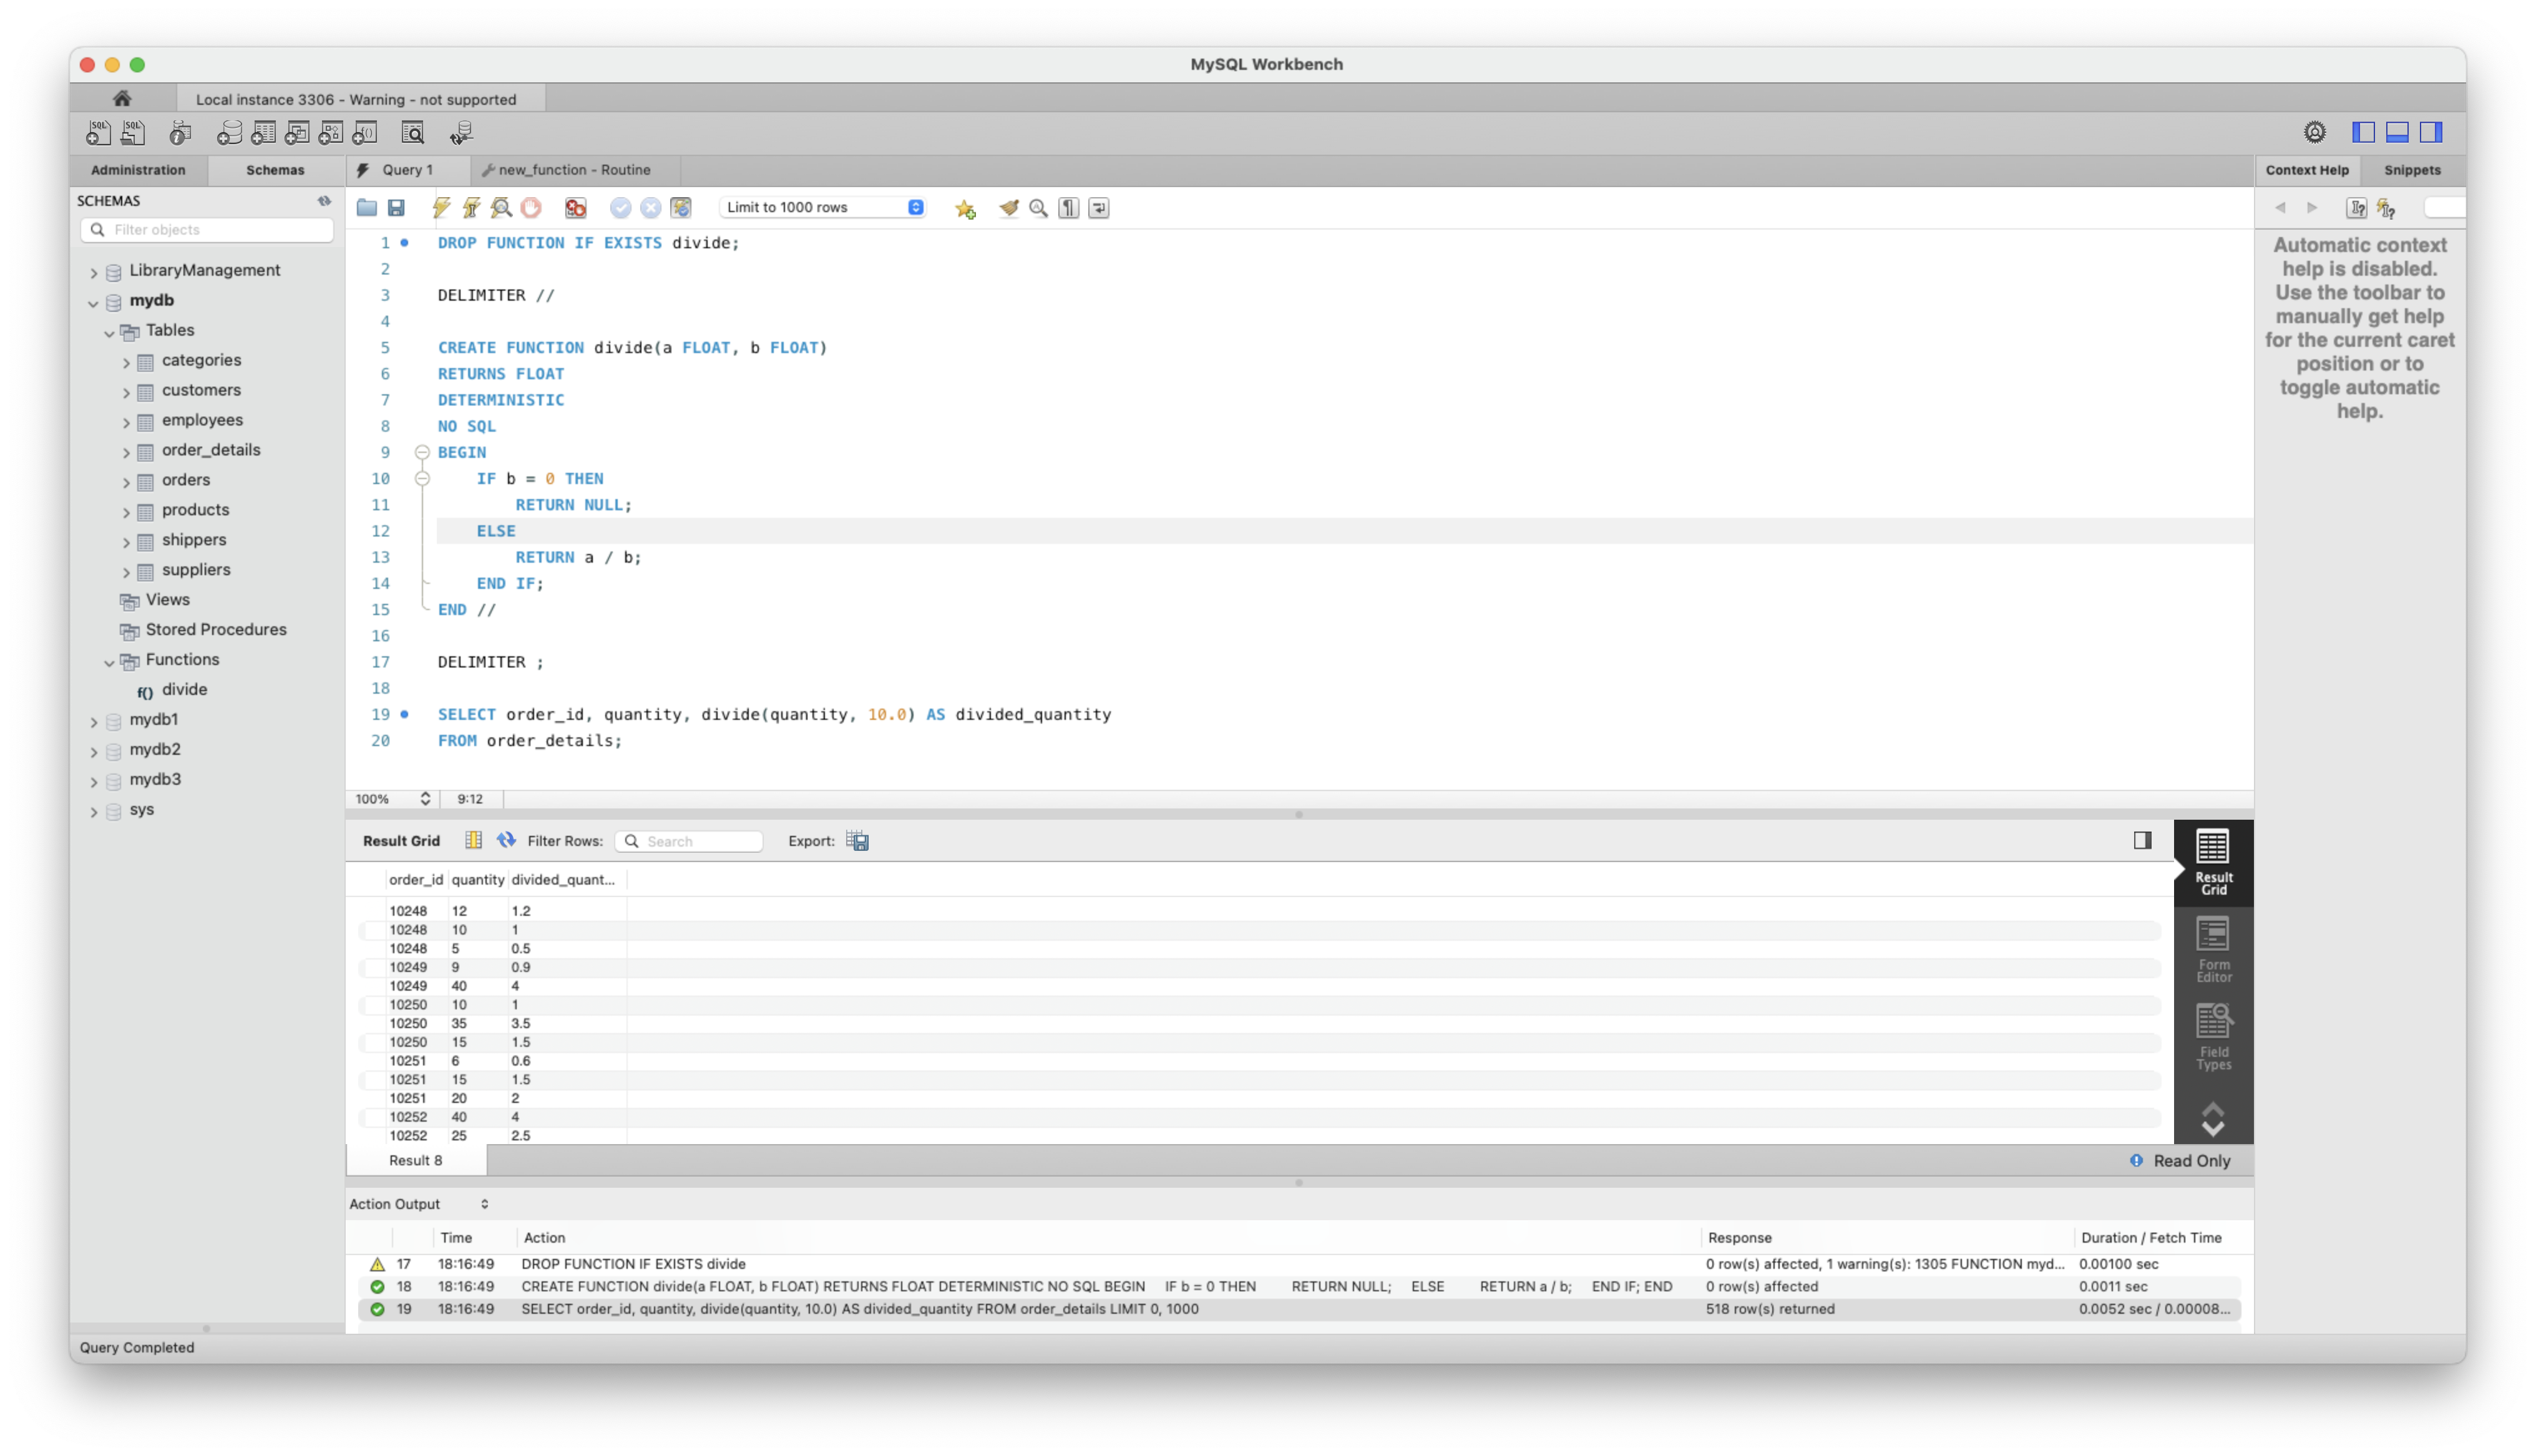 MySQL Workbench
Local instance 3306 - Warning - not supported
Administration
Schemas
Query 1
new_function - Routine
Context Help
Snippets
SCHEMAS
Filter objects
LibraryManagement
mydb
Tables
categories
customers
employees
order_details
orders
products
shippers
suppliers
Views
Stored Procedures
Functions
f() divide
mydb1
mydb2
mydb3
sys
Limit to 1000 rows
1 DROP FUNCTION IF EXISTS divide;
2
3 DELIMITER //
4
5 CREATE FUNCTION divide(a FLOAT, b FLOAT)
6 RETURNS FLOAT
7 DETERMINISTIC
8 NO SQL
9 BEGIN
10 IF b = 0 THEN
11 RETURN NULL;
12 ELSE
13 RETURN a / b;
14 END IF;
15 END //
16
17 DELIMITER ;
18
19 SELECT order_id, quantity, divide(quantity, 10.0) AS divided_quantity
20 FROM order_details;
Automatic context
help is disabled.
Use the toolbar to
manually get help
for the current caret
position or to
toggle automatic
help.
100% 9:12
Result Grid Filter Rows: Search Export:
order_id quantity divided_quant...
10248 12 1.2
10248 10 1
10248 5 0.5
10249 9 0.9
10249 40 4
10250 10 1
10250 35 3.5
10250 15 1.5
10251 6 0.6
10251 15 1.5
10251 20 2
10252 40 4
10252 25 2.5
Result
Grid
Form
Editor
Field
Types
Result 8
Read Only
Action Output
Time Action Response Duration / Fetch Time
17 18:16:49 DROP FUNCTION IF EXISTS divide 0 row(s) affected, 1 warning(s): 1305 FUNCTION myd... 0.00100 sec
18 18:16:49 CREATE FUNCTION divide(a FLOAT, b FLOAT) RETURNS FLOAT DETERMINISTIC NO SQL BEGIN IF b = 0 THEN RETURN NULL; ELSE RETURN a / b; END IF; END 0 row(s) affected 0.0011 sec
19 18:16:49 SELECT order_id, quantity, divide(quantity, 10.0) AS divided_quantity FROM order_details LIMIT 0, 1000 518 row(s) returned 0.0052 sec / 0.00008...
Query Completed